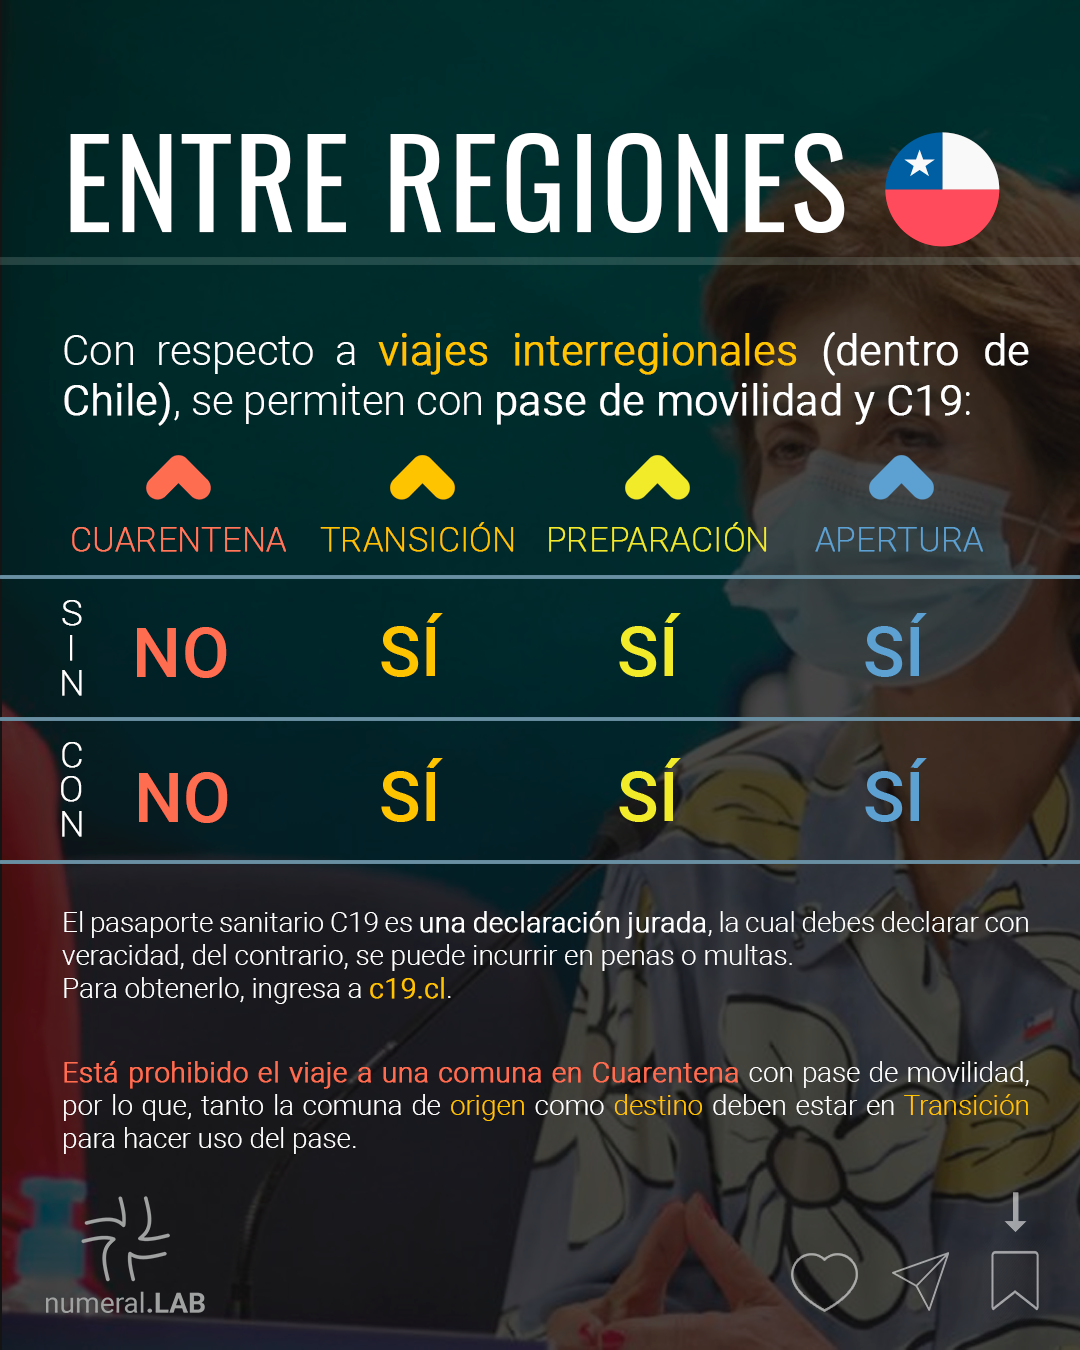 ENTRE REGIONES
Con respecto a viajes interregionales (dentro de
Chile), se permiten con pase de movilidad y C19:
CUARENTENA TRANSICIÓN PREPARACIÓN APERTURA
SIN NO SÍ SÍ SÍ
CON NO SÍ SÍ SÍ
El pasaporte sanitario C19 es una declaración jurada, la cual debes declarar con
veracidad, del contrario, se puede incurrir en penas o multas.
Para obtenerlo, ingresa a c19.cl.
Está prohibido el viaje a una comuna en Cuarentena con pase de movilidad,
por lo que, tanto la comuna de origen como destino deben estar en Transición
para hacer uso del pase.
numeral.LAB